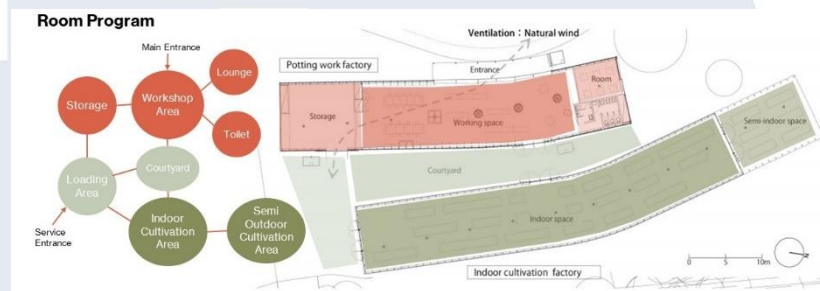 Room Program
Main Entrance
Lounge
Storage
Workshop
Area
Toilet
Loading
Area
Courtyard
Service
Entrance
Indoor
Cultivation
Area
Semi
Outdoor
Cultivation
Area
Ventilation : Natural wind
Potting work factory
Entrance
Room
Storage
Working space
Semi-indoor space
Courtyard
Indoor space
Indoor cultivation factory
0 5 10m